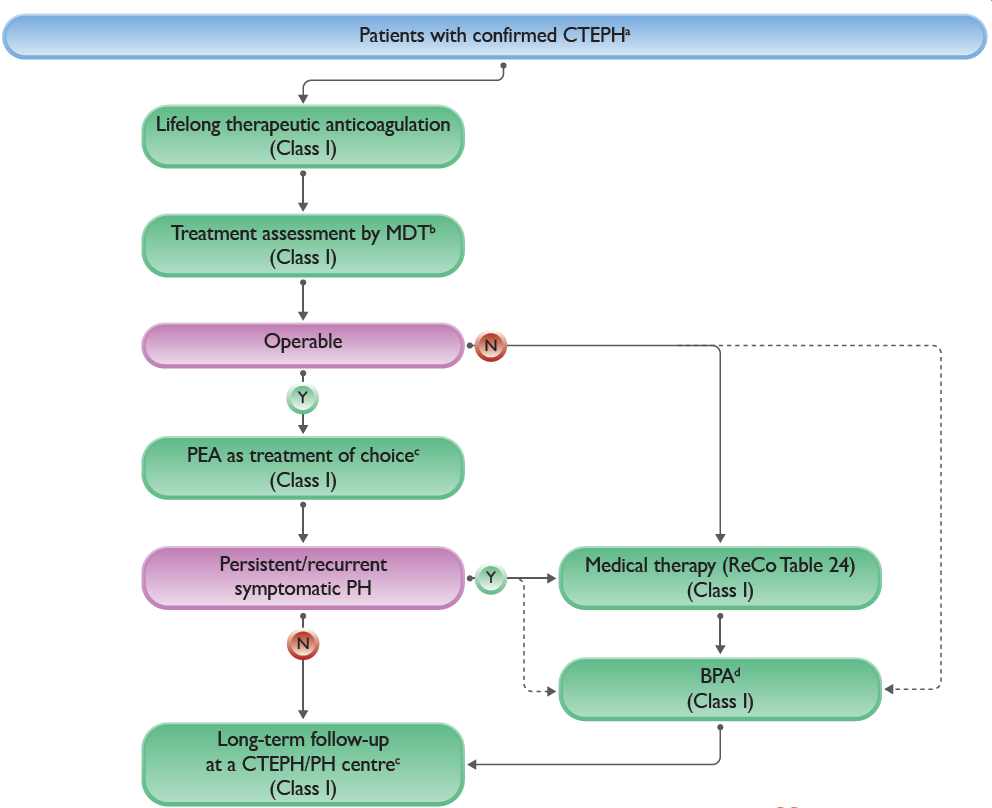 Patients with confirmed CTEPHᵃ
Lifelong therapeutic anticoagulation
(Class I)
Treatment assessment by MDTᵇ
(Class I)
Operable
N
Y
PEA as treatment of choiceᶜ
(Class I)
Persistent/recurrent
symptomatic PH
Y
Medical therapy (ReCo Table 24)
(Class I)
N
BPAᵈ
(Class I)
Long-term follow-up
at a CTEPH/PH centreᶜ
(Class I)